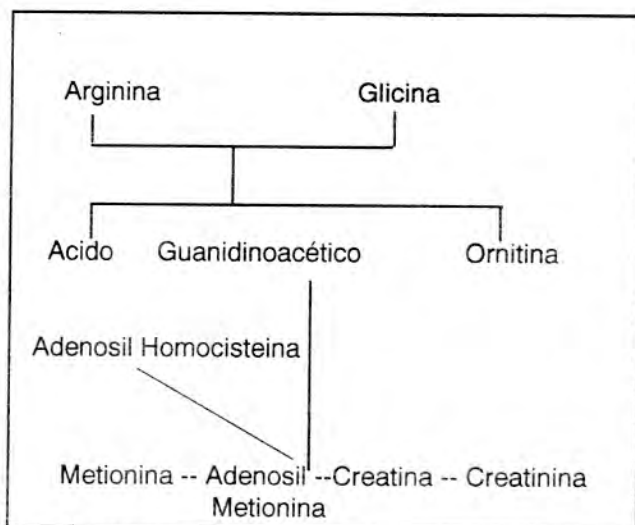 Arginina Glicina
Acido Guanidinoacético Ornitina
Adenosil Homocisteina
Metionina -- Adenosil --Creatina -- Creatinina
Metionina